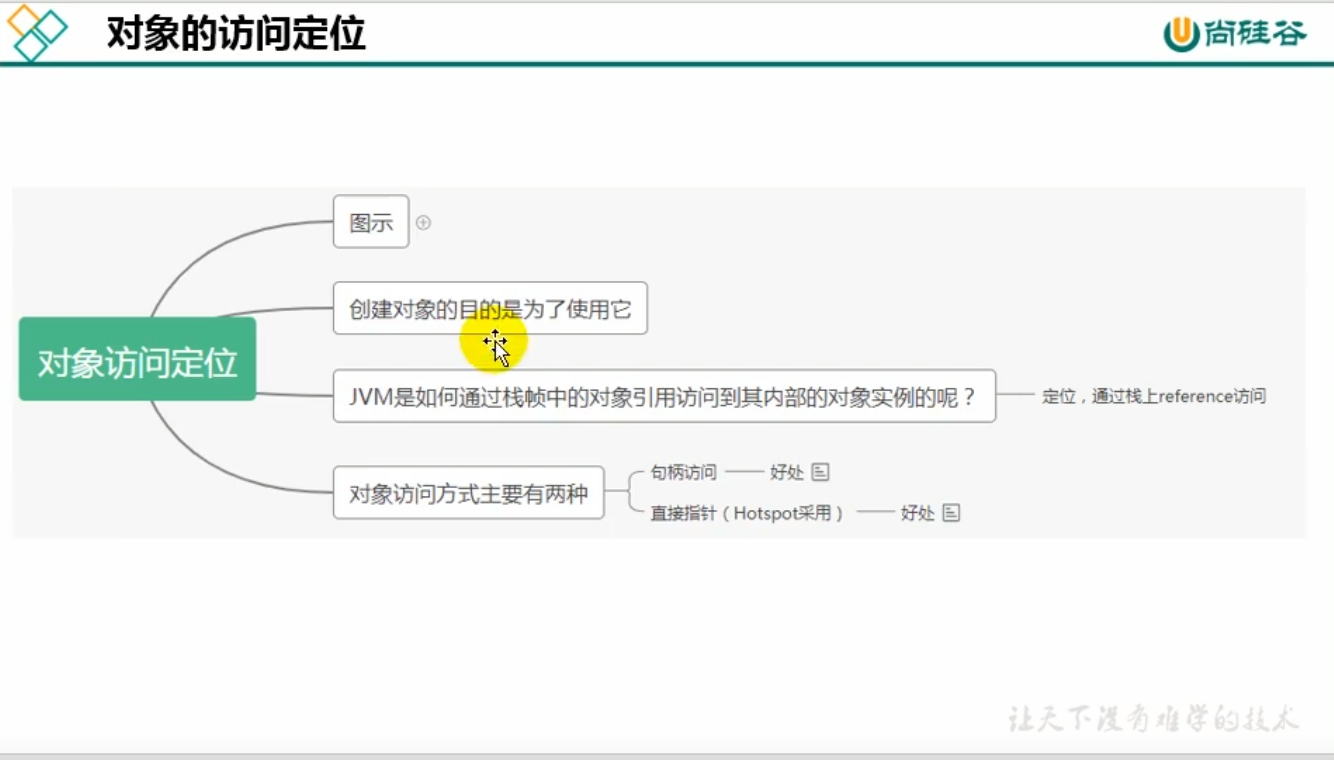 对象的访问定位
尚硅谷
图示
创建对象的目的是为了使用它
对象访问定位
JVM是如何通过栈帧中的对象引用访问到其内部的对象实例的呢？
定位，通过栈上reference访问
对象访问方式主要有两种
句柄访问
好处
直接指针（Hotspot采用）
好处
让天下没有难学的技术